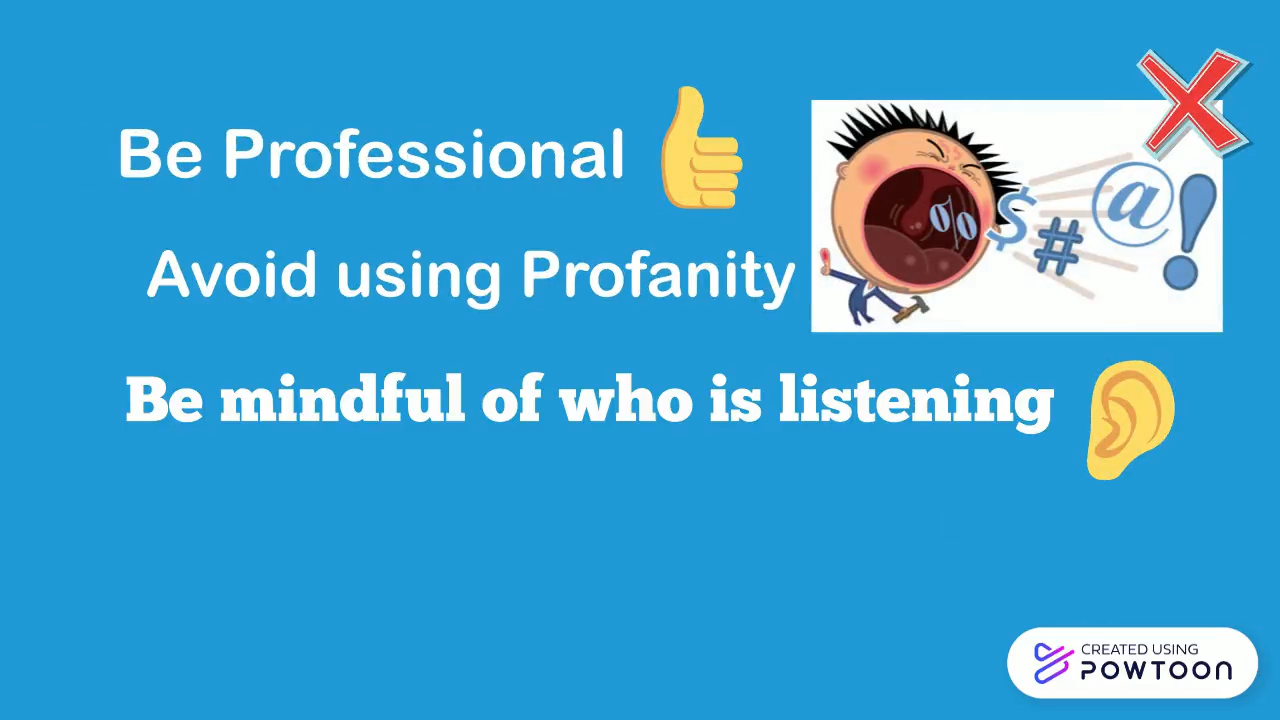 Be Professional
Avoid using Profanity
%$#@!
Be mindful of who is listening
CREATED USING
POWTOON